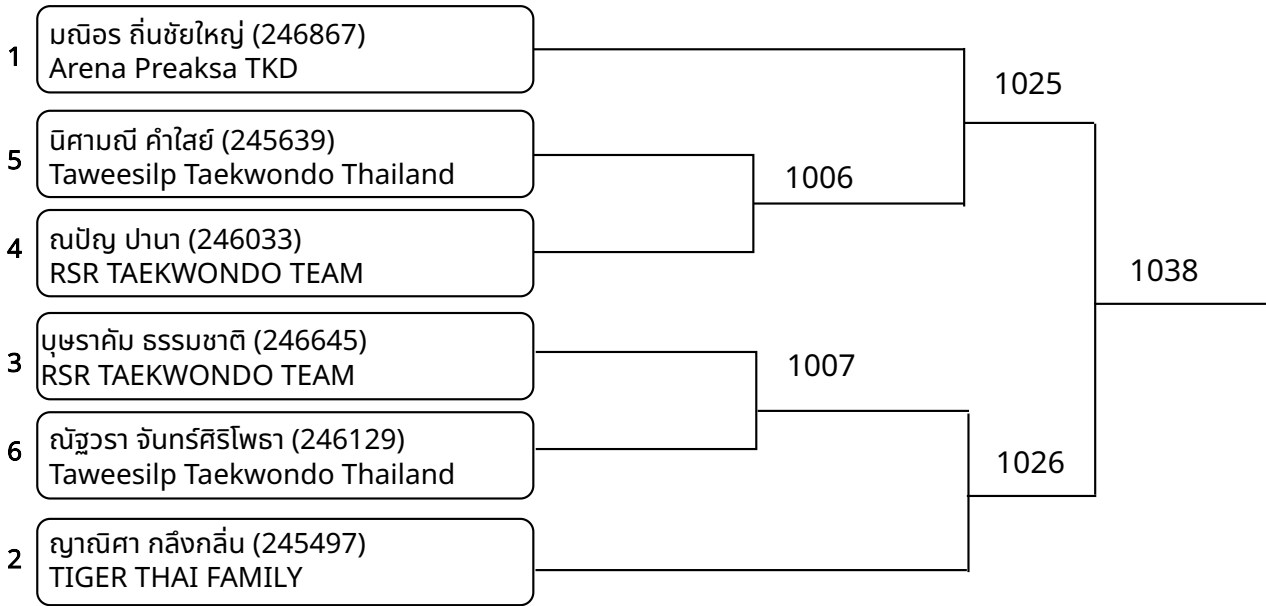 1
มณิอร ถิ่นชัยใหญ่ (246867)
Arena Preaksa TKD
1025
5
นิศามณี คำใสย์ (245639)
Taweesilp Taekwondo Thailand
1006
4
ณปัญ ปานา (246033)
RSR TAEKWONDO TEAM
1038
3
บุษราคัม ธรรมชาติ (246645)
RSR TAEKWONDO TEAM
1007
6
ณัฐวรา จันทร์ศิริโพธา (246129)
Taweesilp Taekwondo Thailand
1026
2
ญาณิศา กลึงกลิ่น (245497)
TIGER THAI FAMILY